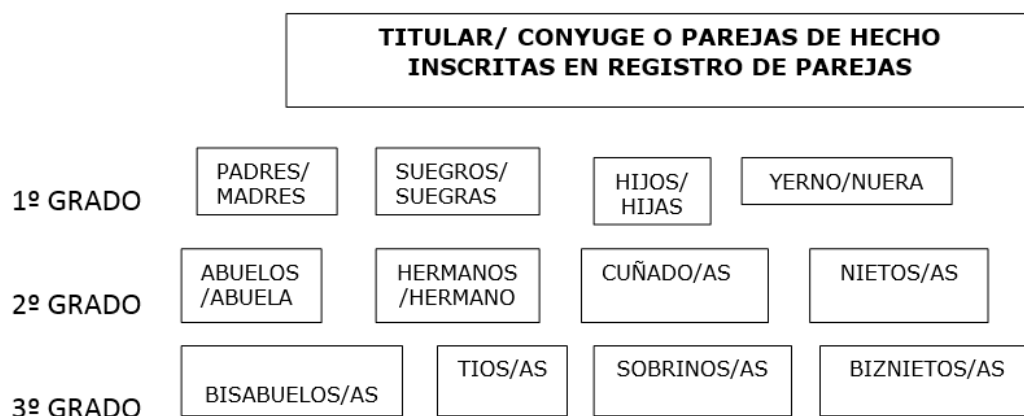 TITULAR/ CONYUGE O PAREJAS DE HECHO
INSCRITAS EN REGISTRO DE PAREJAS
1º GRADO
PADRES/
MADRES
SUEGROS/
SUEGRAS
HIJOS/
HIJAS
YERNO/NUERA
2º GRADO
ABUELOS
/ABUELA
HERMANOS
/HERMANO
CUÑADO/AS
NIETOS/AS
3º GRADO
BISABUELOS/AS
TIOS/AS
SOBRINOS/AS
BIZNIETOS/AS